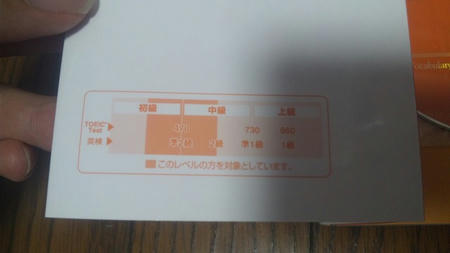 初級 中級 上級
TOEIC® Test ▶ 470 730 860
英検 ▶ 準2級 2級 準1級 1級
■このレベルの方を対象としています。
Vocabular